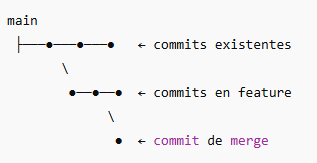 main
├───●───●───●   ← commits existentes
       \
        ●──●──●  ← commits en feature
             \
              ●  ← commit de merge